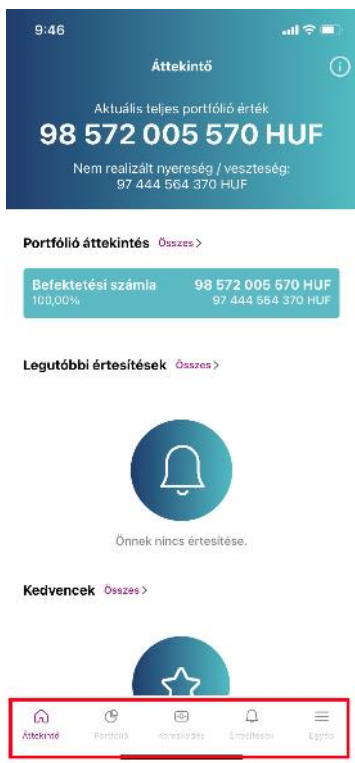 9:46
Áttekintő
Aktuális teljes portfólió érték
98 572 005 570 HUF
Nem realizált nyereség / veszteség:
97 444 564 370 HUF
Portfólió áttekintés Összes >
Befektetési számla 98 572 005 570 HUF
100,00% 97 444 564 370 HUF
Legutóbbi értesítések Összes >
Önnek nincs értesítése.
Kedvencek Összes >
Áttekintő Portfólió Kereskedés Értesítések Egyéb